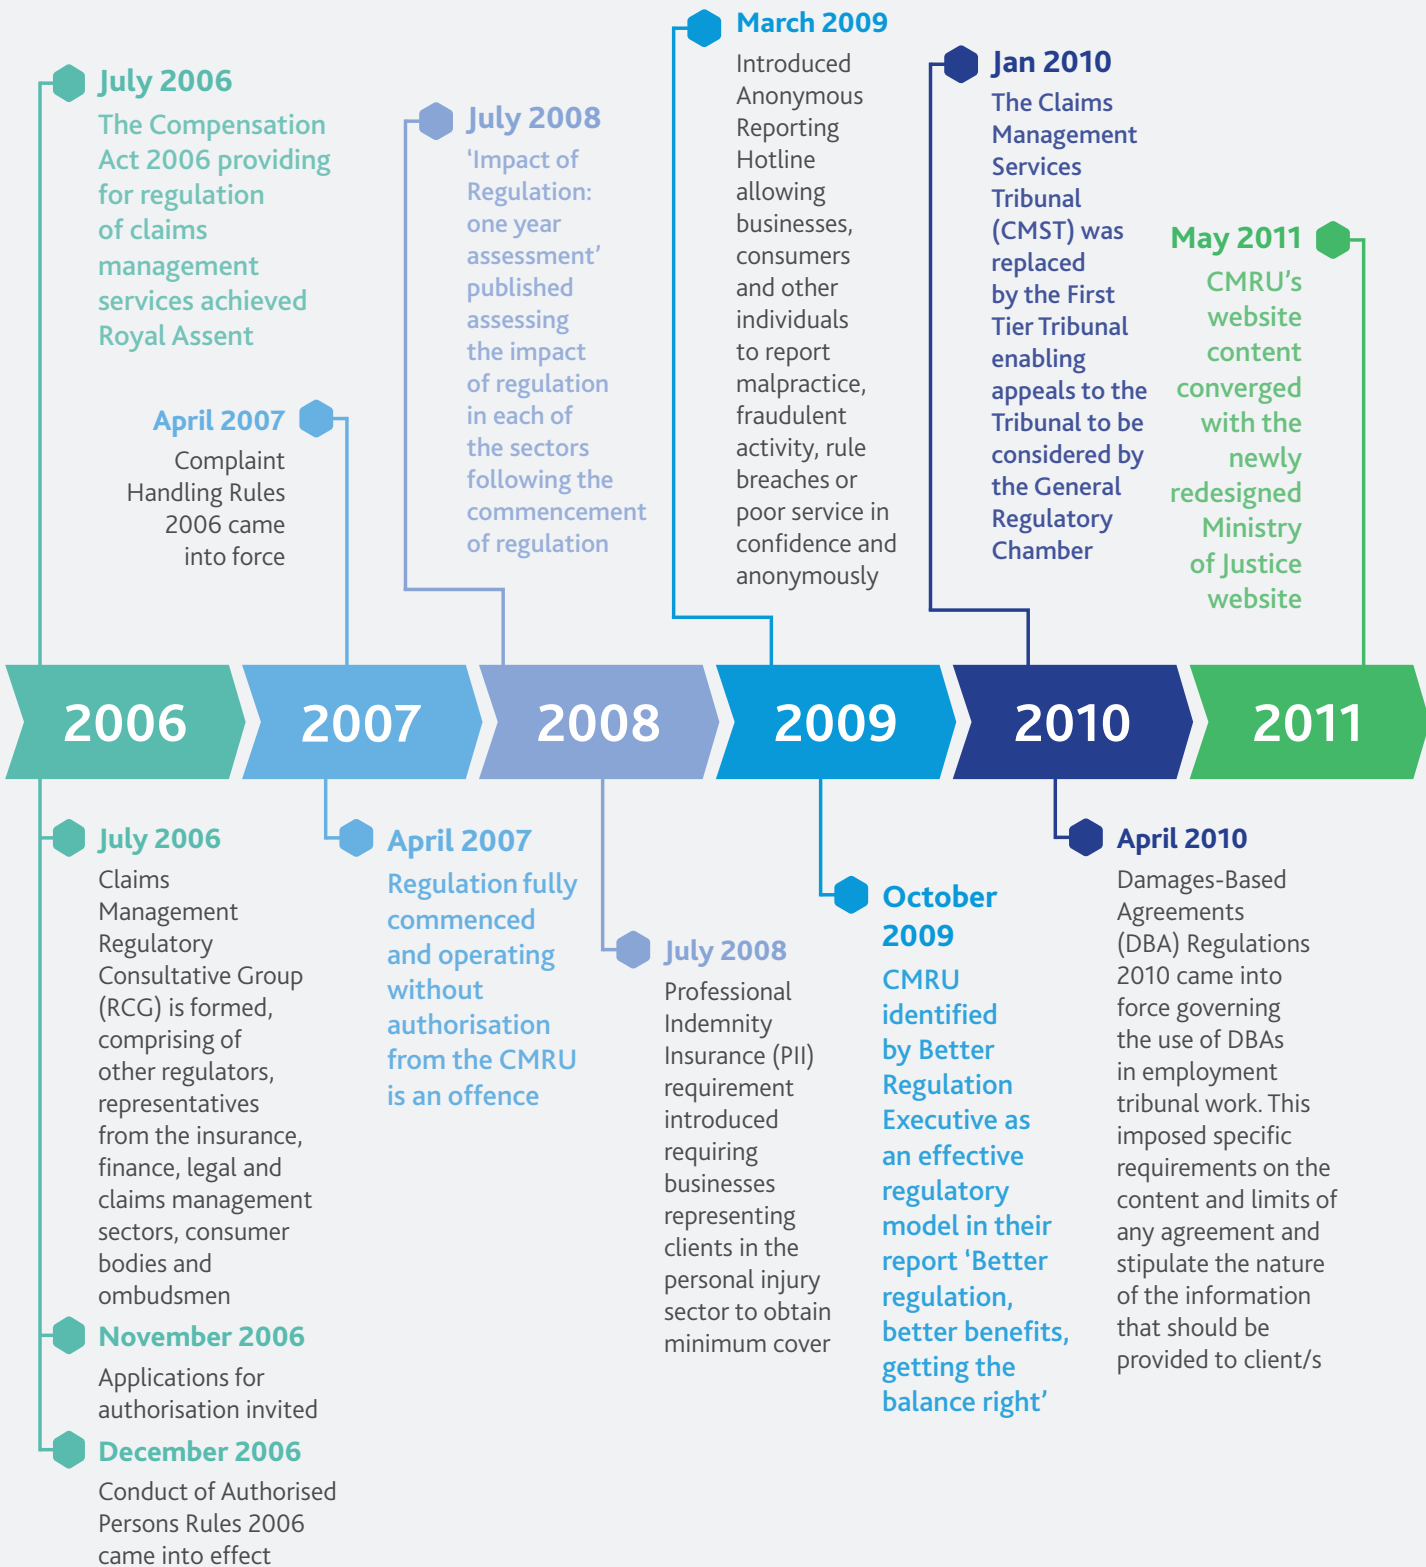 July 2006
The Compensation
Act 2006 providing
for regulation
of claims
management
services achieved
Royal Assent
April 2007
Complaint
Handling Rules
2006 came
into force
July 2008
‘Impact of
Regulation:
one year
assessment’
published
assessing
the impact
of regulation
in each of
the sectors
following the
commencement
of regulation
March 2009
Introduced
Anonymous
Reporting
Hotline
allowing
businesses,
consumers
and other
individuals
to report
malpractice,
fraudulent
activity, rule
breaches or
poor service in
confidence and
anonymously
Jan 2010
The Claims
Management
Services
Tribunal
(CMST) was
replaced
by the First
Tier Tribunal
enabling
appeals to the
Tribunal to be
considered by
the General
Regulatory
Chamber
May 2011
CMRU’s
website
content
converged
with the
newly
redesigned
Ministry
of Justice
website
2006
2007
2008
2009
2010
2011
July 2006
Claims
Management
Regulatory
Consultative Group
(RCG) is formed,
comprising of
other regulators,
representatives
from the insurance,
finance, legal and
claims management
sectors, consumer
bodies and
ombudsmen
November 2006
Applications for
authorisation invited
December 2006
Conduct of Authorised
Persons Rules 2006
came into effect
April 2007
Regulation fully
commenced
and operating
without
authorisation
from the CMRU
is an offence
July 2008
Professional
Indemnity
Insurance (PII)
requirement
introduced
requiring
businesses
representing
clients in the
personal injury
sector to obtain
minimum cover
October
2009
CMRU
identified
by Better
Regulation
Executive as
an effective
regulatory
model in their
report ‘Better
regulation,
better benefits,
getting the
balance right’
April 2010
Damages-Based
Agreements
(DBA) Regulations
2010 came into
force governing
the use of DBAs
in employment
tribunal work. This
imposed specific
requirements on the
content and limits of
any agreement and
stipulate the nature
of the information
that should be
provided to client/s